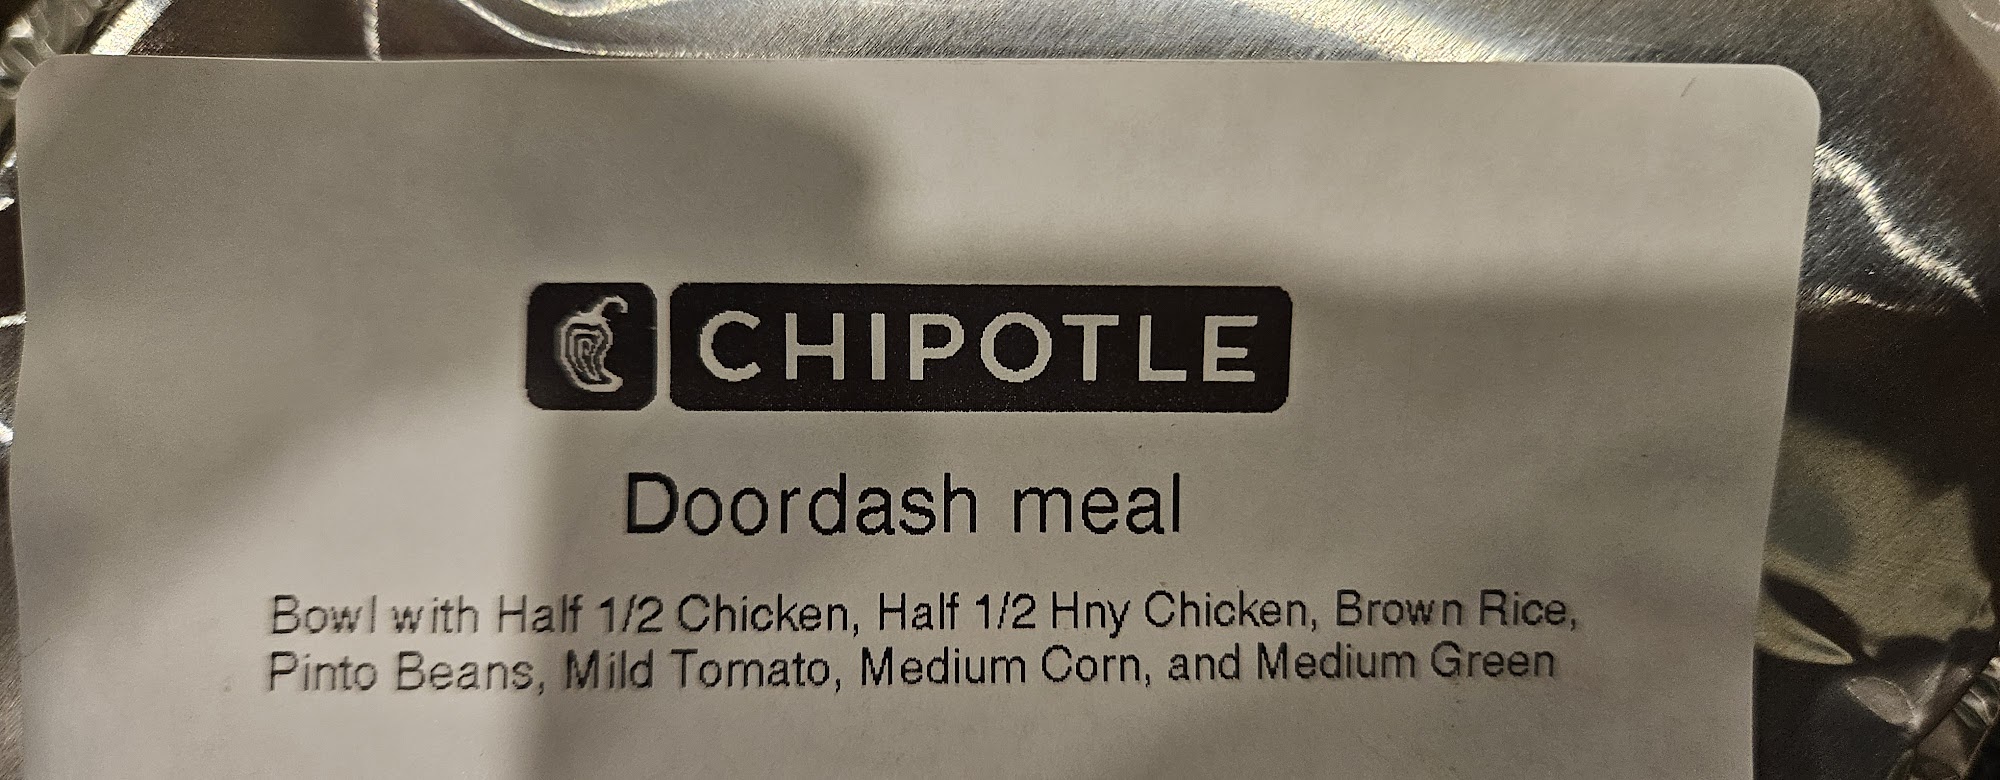 CHIPOTLE
Doordash meal
Bowl with Half 1/2 Chicken, Half 1/2 Hny Chicken, Brown Rice,
Pinto Beans, Mild Tomato, Medium Corn, and Medium Green